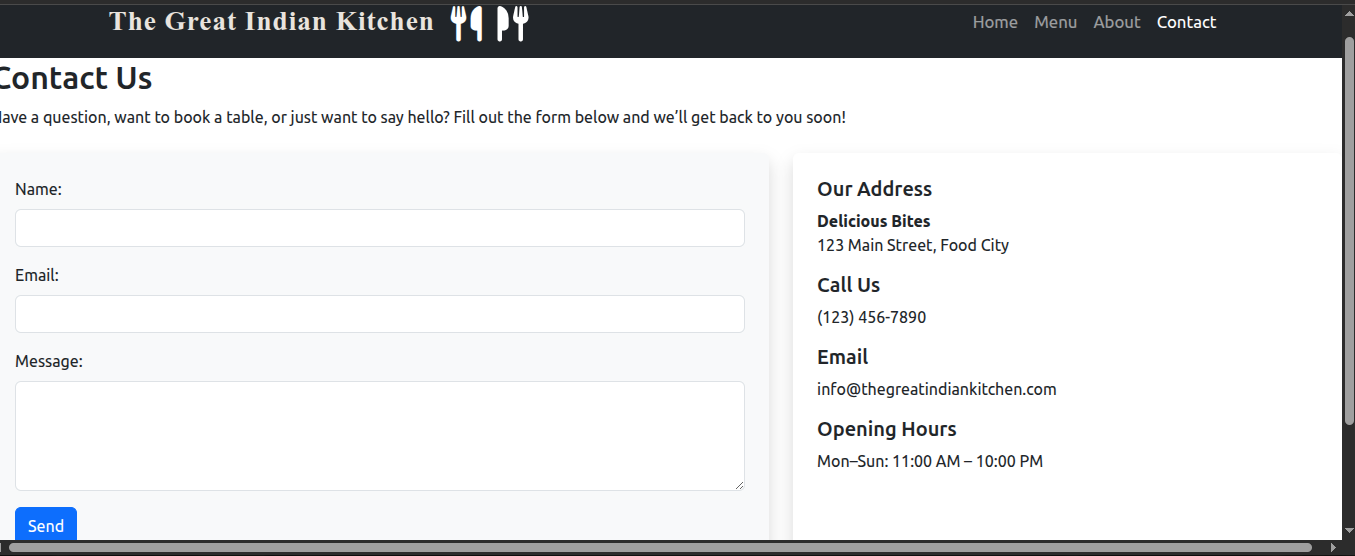 The Great Indian Kitchen
Home Menu About Contact
Contact Us
ave a question, want to book a table, or just want to say hello? Fill out the form below and we’ll get back to you soon!
Name:
Email:
Message:
Send
Our Address
Delicious Bites
123 Main Street, Food City
Call Us
(123) 456-7890
Email
info@thegreatindiankitchen.com
Opening Hours
Mon–Sun: 11:00 AM – 10:00 PM